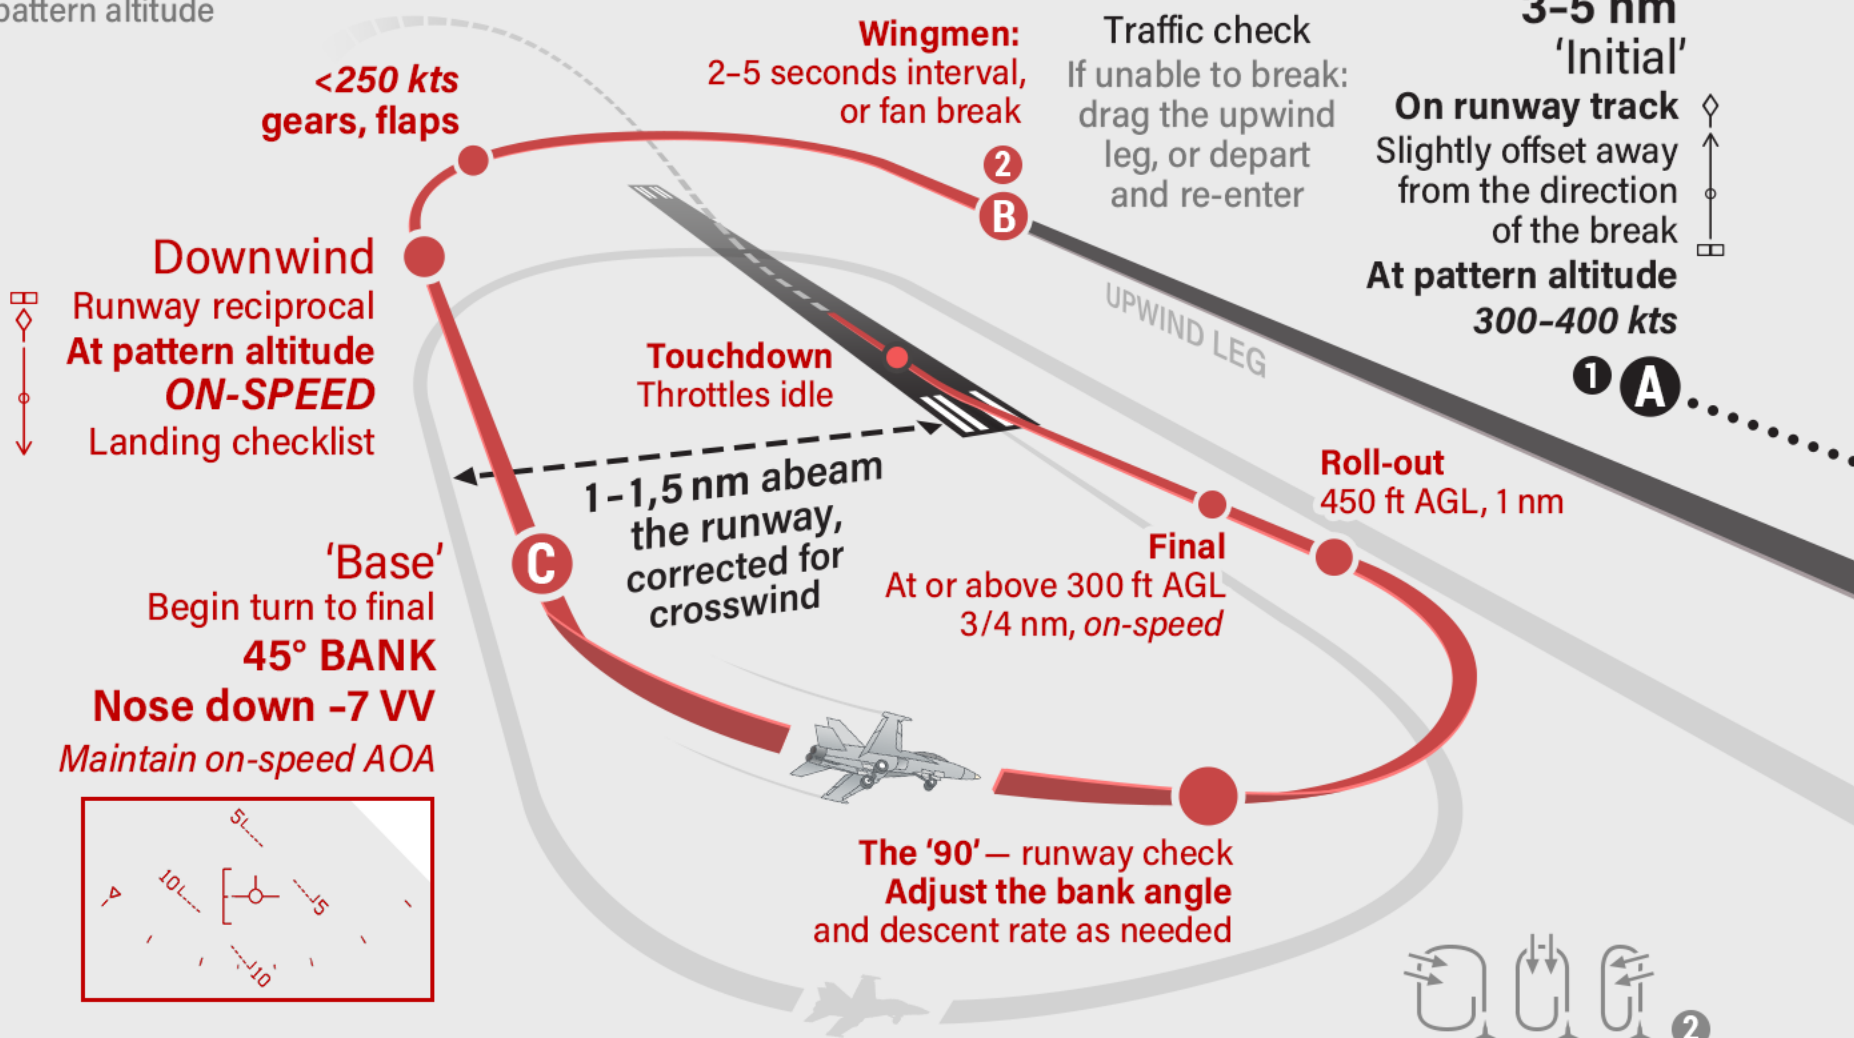 pattern altitude
<250 kts
gears, flaps
Wingmen:
2–5 seconds interval,
or fan break
2
B
Traffic check
If unable to break:
drag the upwind
leg, or depart
and re-enter
3–5 nm
‘Initial’
On runway track
Slightly offset away
from the direction
of the break
At pattern altitude
300–400 kts
1 A
UPWIND LEG
Downwind
Runway reciprocal
At pattern altitude
ON-SPEED
Landing checklist
Touchdown
Throttles idle
1–1,5 nm abeam
the runway,
corrected for
crosswind
Roll-out
450 ft AGL, 1 nm
Final
At or above 300 ft AGL
3/4 nm, on-speed
C
‘Base’
Begin turn to final
45° BANK
Nose down –7 VV
Maintain on-speed AOA
5
10
5
10
The ‘90’ — runway check
Adjust the bank angle
and descent rate as needed
2